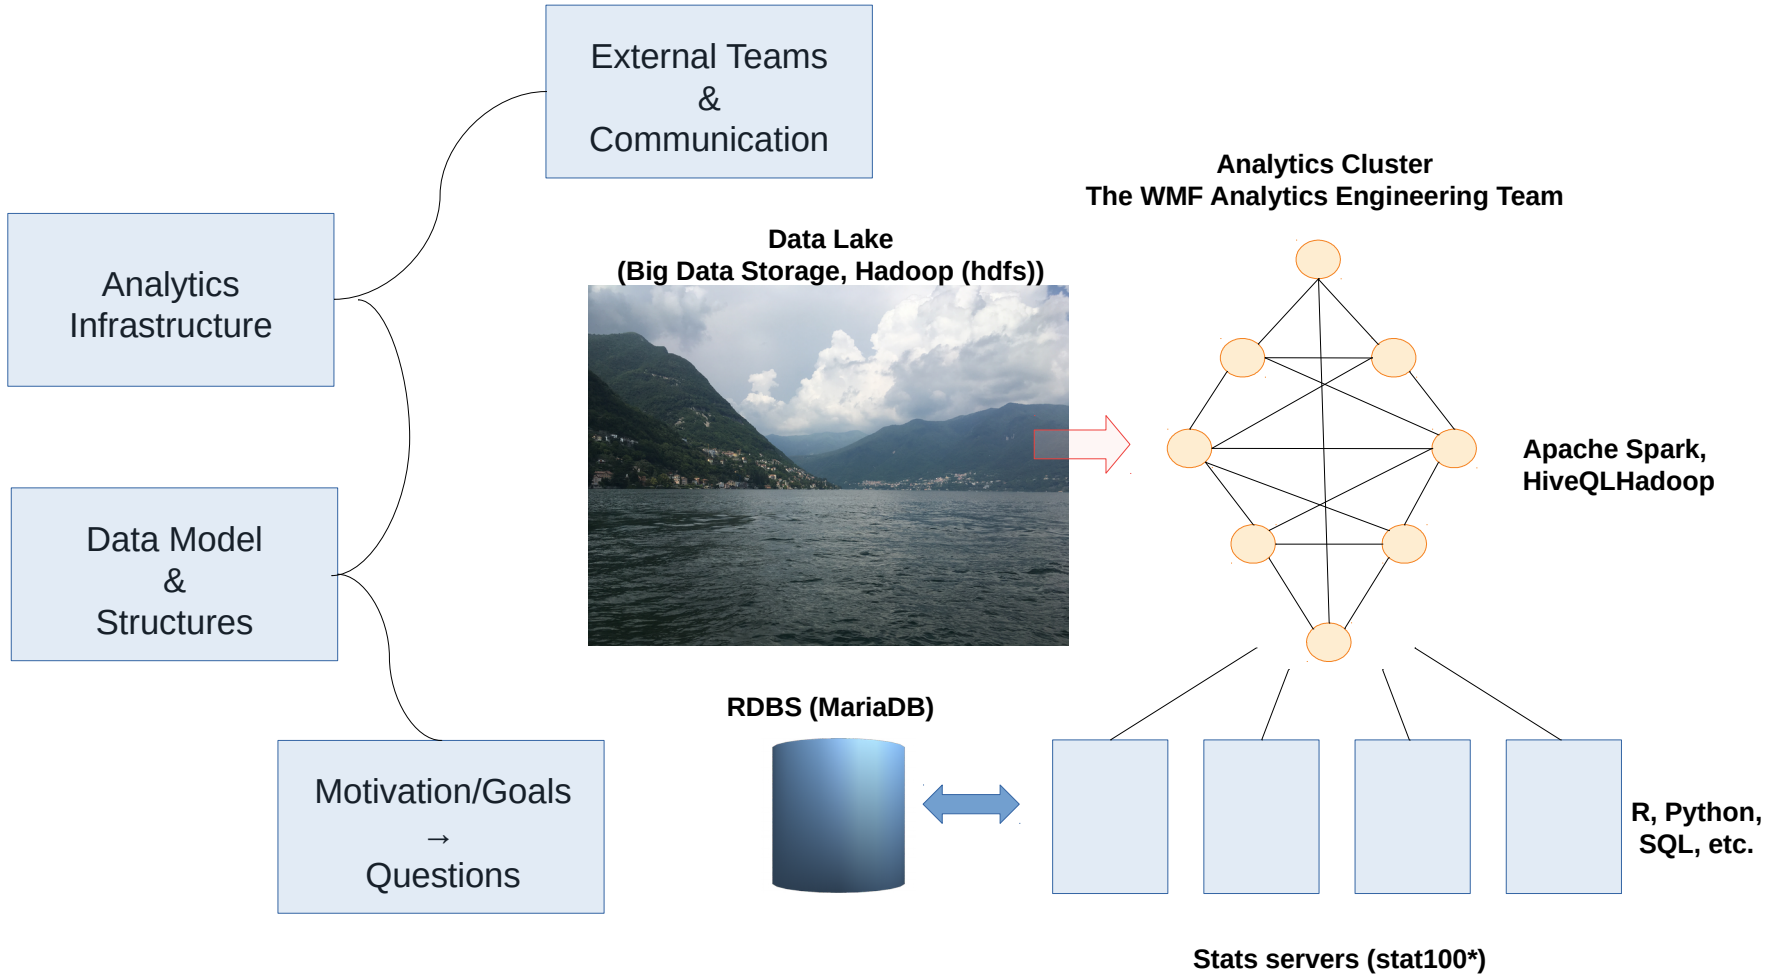 External Teams
&
Communication
Analytics
Infrastructure
Data Model
&
Structures
Motivation/Goals
→
Questions
Data Lake
(Big Data Storage, Hadoop (hdfs))
Analytics Cluster
The WMF Analytics Engineering Team
Apache Spark,
HiveQLHadoop
RDBS (MariaDB)
R, Python,
SQL, etc.
Stats servers (stat100*)